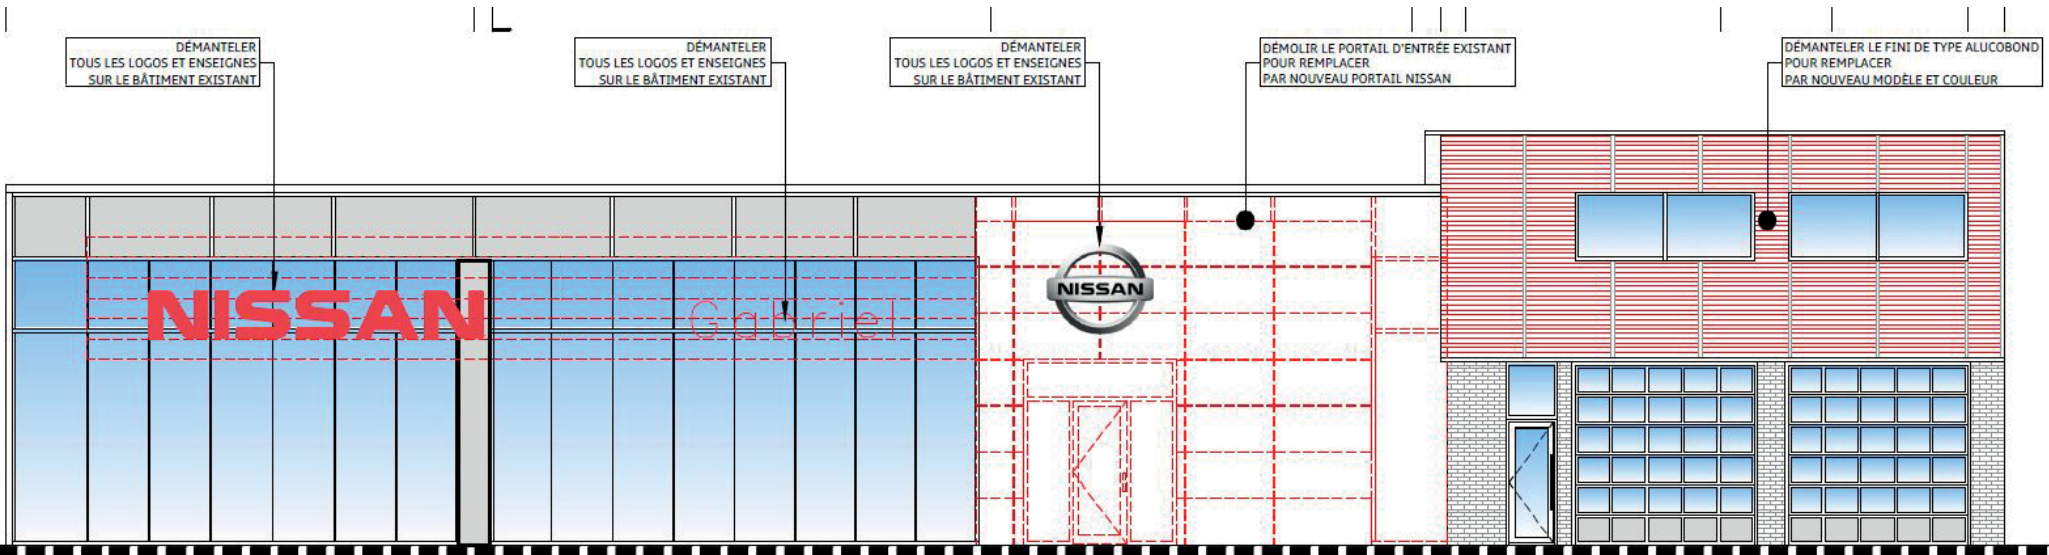 DÉMANTELER
TOUS LES LOGOS ET ENSEIGNES
SUR LE BÂTIMENT EXISTANT
DÉMANTELER
TOUS LES LOGOS ET ENSEIGNES
SUR LE BÂTIMENT EXISTANT
DÉMANTELER
TOUS LES LOGOS ET ENSEIGNES
SUR LE BÂTIMENT EXISTANT
DÉMOLIR LE PORTAIL D'ENTRÉE EXISTANT
POUR REMPLACER
PAR NOUVEAU PORTAIL NISSAN
DÉMANTELER LE FINI DE TYPE ALUCOBOND
POUR REMPLACER
PAR NOUVEAU MODÈLE ET COULEUR
NISSAN
Gabriel
NISSAN